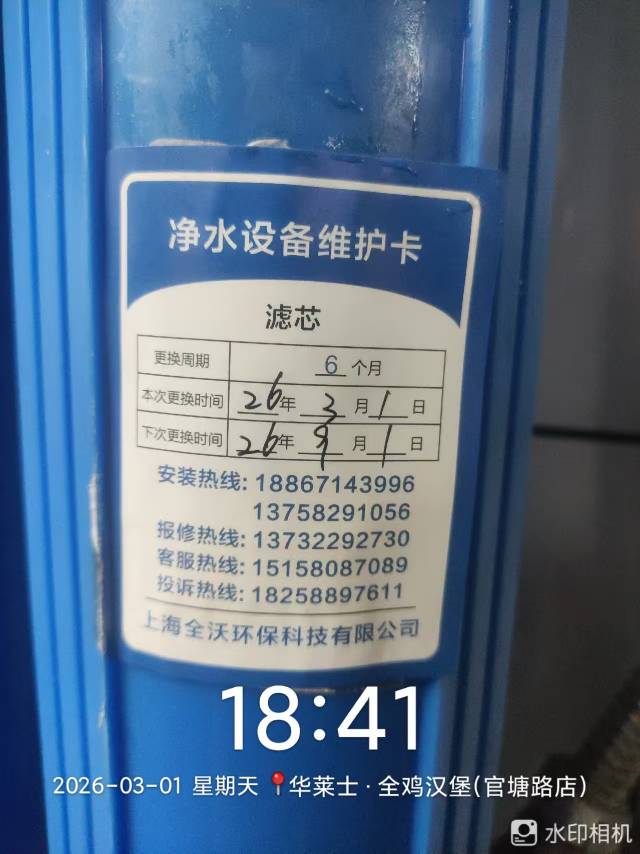 净水设备维护卡
滤芯
更换周期 6 个月
本次更换时间 26年 3月 1日
下次更换时间 26年 9月 1日
安装热线: 18867143996
13758291056
报修热线: 13732292730
客服热线: 15158087089
投诉热线: 18258897611
上海全沃环保科技有限公司
18:41
2026-03-01 星期天 📍华莱士·全鸡汉堡(官塘路店)
水印相机